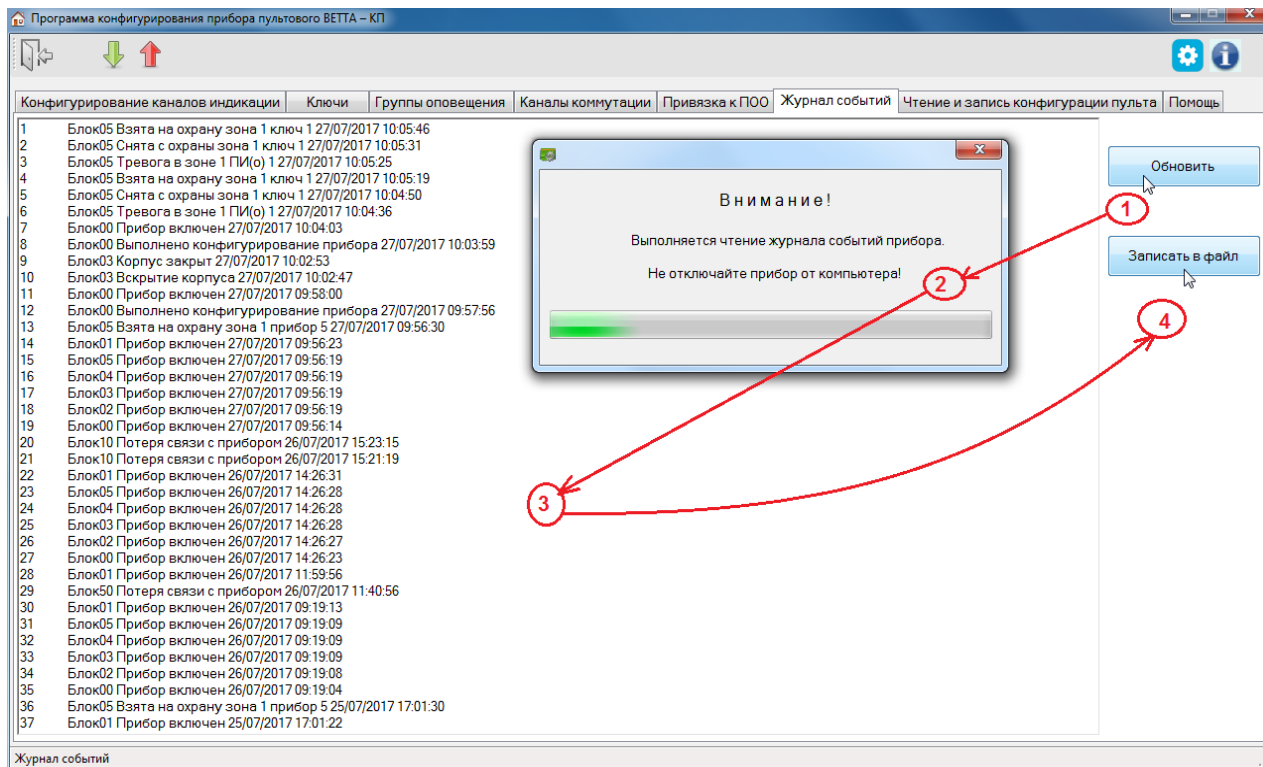 Программа конфигурирования прибора пультового ВЕТТА – КП
Конфигурирование каналов индикации Ключи Группы оповещения Каналы коммутации Привязка к ПОО Журнал событий Чтение и запись конфигурации пульта Помощь
1 Блок05 Взята на охрану зона 1 ключ 1 27/07/2017 10:05:46
2 Блок05 Снята с охраны зона 1 ключ 1 27/07/2017 10:05:31
3 Блок05 Тревога в зоне 1 ПИ(о) 1 27/07/2017 10:05:25
4 Блок05 Взята на охрану зона 1 ключ 1 27/07/2017 10:05:19
5 Блок05 Снята с охраны зона 1 ключ 1 27/07/2017 10:04:50
6 Блок05 Тревога в зоне 1 ПИ(о) 1 27/07/2017 10:04:36
7 Блок00 Прибор включен 27/07/2017 10:04:03
8 Блок00 Выполнено конфигурирование прибора 27/07/2017 10:03:59
9 Блок03 Корпус закрыт 27/07/2017 10:02:53
10 Блок03 Вскрытие корпуса 27/07/2017 10:02:47
11 Блок00 Прибор включен 27/07/2017 09:58:00
12 Блок00 Выполнено конфигурирование прибора 27/07/2017 09:57:56
13 Блок05 Взята на охрану зона 1 прибор 5 27/07/2017 09:56:30
14 Блок01 Прибор включен 27/07/2017 09:56:23
15 Блок05 Прибор включен 27/07/2017 09:56:19
16 Блок04 Прибор включен 27/07/2017 09:56:19
17 Блок03 Прибор включен 27/07/2017 09:56:19
18 Блок02 Прибор включен 27/07/2017 09:56:19
19 Блок00 Прибор включен 27/07/2017 09:56:14
20 Блок10 Потеря связи с прибором 26/07/2017 15:23:15
21 Блок10 Потеря связи с прибором 26/07/2017 15:21:19
22 Блок01 Прибор включен 26/07/2017 14:26:31
23 Блок05 Прибор включен 26/07/2017 14:26:28
24 Блок04 Прибор включен 26/07/2017 14:26:28
25 Блок03 Прибор включен 26/07/2017 14:26:28
26 Блок02 Прибор включен 26/07/2017 14:26:27
27 Блок00 Прибор включен 26/07/2017 14:26:23
28 Блок01 Прибор включен 26/07/2017 11:59:56
29 Блок50 Потеря связи с прибором 26/07/2017 11:40:56
30 Блок01 Прибор включен 26/07/2017 09:19:13
31 Блок05 Прибор включен 26/07/2017 09:19:09
32 Блок04 Прибор включен 26/07/2017 09:19:09
33 Блок03 Прибор включен 26/07/2017 09:19:09
34 Блок02 Прибор включен 26/07/2017 09:19:08
35 Блок00 Прибор включен 26/07/2017 09:19:04
36 Блок05 Взята на охрану зона 1 прибор 5 25/07/2017 17:01:30
37 Блок01 Прибор включен 25/07/2017 17:01:22
Внимание!
Выполняется чтение журнала событий прибора.
Не отключайте прибор от компьютера!
Обновить
1
Записать в файл
2
4
3
Журнал событий